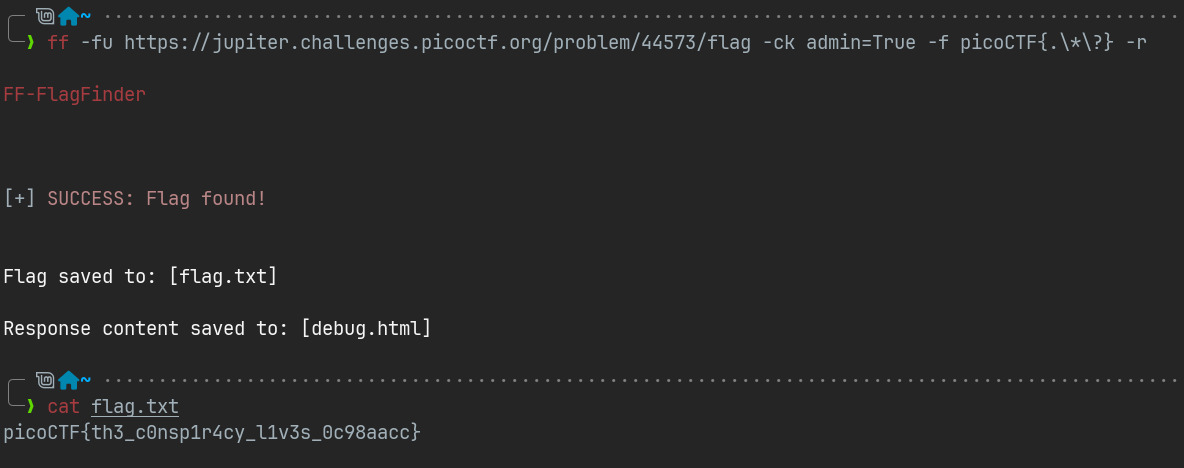 ~
❱ ff -fu https://jupiter.challenges.picoctf.org/problem/44573/flag -ck admin=True -f picoCTF{.\*\?} -r
FF-FlagFinder
[+] SUCCESS: Flag found!
Flag saved to: [flag.txt]
Response content saved to: [debug.html]
~
❱ cat flag.txt
picoCTF{th3_c0nsp1r4cy_l1v3s_0c98aacc}